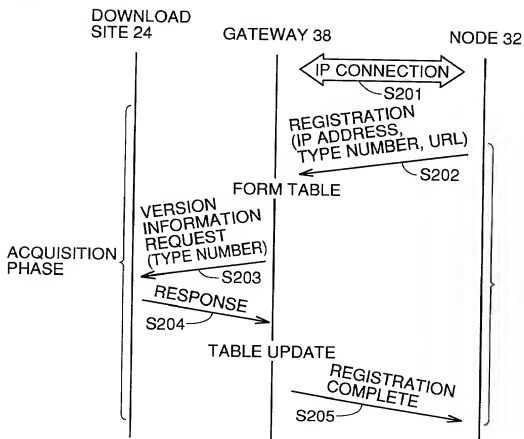 DOWNLOAD
SITE 24
GATEWAY 38
NODE 32
IP CONNECTION
S201
REGISTRATION
(IP ADDRESS,
TYPE NUMBER, URL)
S202
FORM TABLE
VERSION
INFORMATION
REQUEST
(TYPE NUMBER)
S203
ACQUISITION
PHASE
RESPONSE
S204
TABLE UPDATE
REGISTRATION
COMPLETE
S205